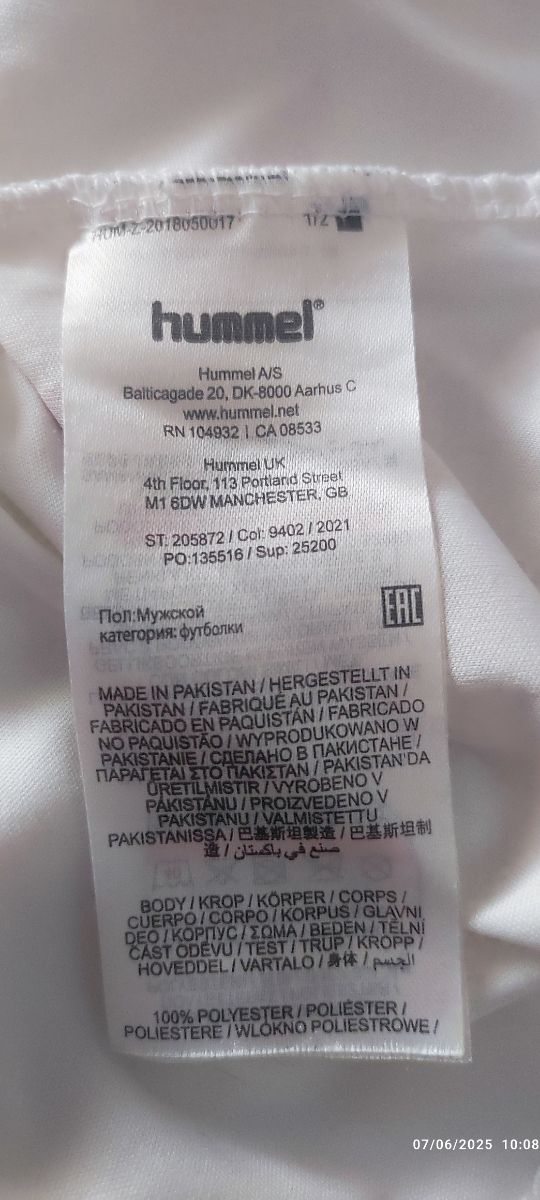 HUM-Z-2018050017 1/2
hummel®
Hummel A/S
Balticagade 20, DK-8000 Aarhus C
www.hummel.net
RN 104932 | CA 08533
Hummel UK
4th Floor, 113 Portland Street
M1 6DW MANCHESTER, GB
ST: 205872 / Col: 9402 / 2021
PO:135516 / Sup: 25200
Пол:Мужской
категория: футболки
EAC
MADE IN PAKISTAN / HERGESTELLT IN
PAKISTAN / FABRIQUÉ AU PAKISTAN /
FABRICADO EN PAQUISTÁN / FABRICADO
NO PAQUISTÃO / WYPRODUKOWANO W
PAKISTANIE / СДЕЛАНО В ПАКИСТАНЕ /
ΠΑΡΑΓΕΤΑΙ ΣΤΟ ΠΑΚΙΣΤΑΝ / PAKISTAN'DA
ÜRETILMISTIR / VYROBENO V
PÁKISTÁNU / PROIZVEDENO V
PAKISTANU / VALMISTETTU
PAKISTANISSA / 巴基斯坦製造 / 巴基斯坦制
造 / صنع في باكستان
BODY / KROP / KÖRPER / CORPS /
CUERPO / CORPO / KORPUS / GLAVNI
DEO / КОРПУС / ΣΩΜΑ / BEDEN / TĚLNÍ
ČÁST ODĚVU / TEST / TRUP / KROPP /
HOVEDDEL / VARTALO / 身体 / الجسم
100% POLYESTER / POLIÉSTER /
POLIESTERE / WLÓKNO POLIESTROWE /
07/06/2025 10:08